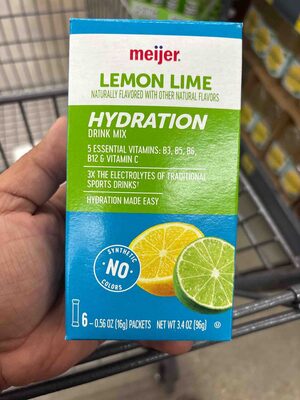 meijer
LEMON LIME
NATURALLY FLAVORED WITH OTHER NATURAL FLAVORS
HYDRATION
DRINK MIX
5 ESSENTIAL VITAMINS: B3, B5, B6,
B12 & VITAMIN C
3X THE ELECTROLYTES OF TRADITIONAL
SPORTS DRINKS†
HYDRATION MADE EASY
SYNTHETIC
•NO•
COLORS
6 – 0.56 OZ (16g) PACKETS NET WT 3.4 OZ (96g)